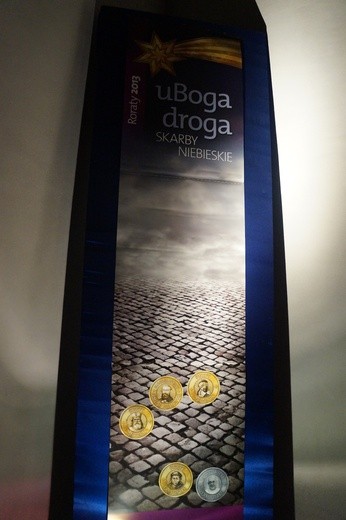 Roraty 2013
uBoga
droga
SKARBY
NIEBIESKIE